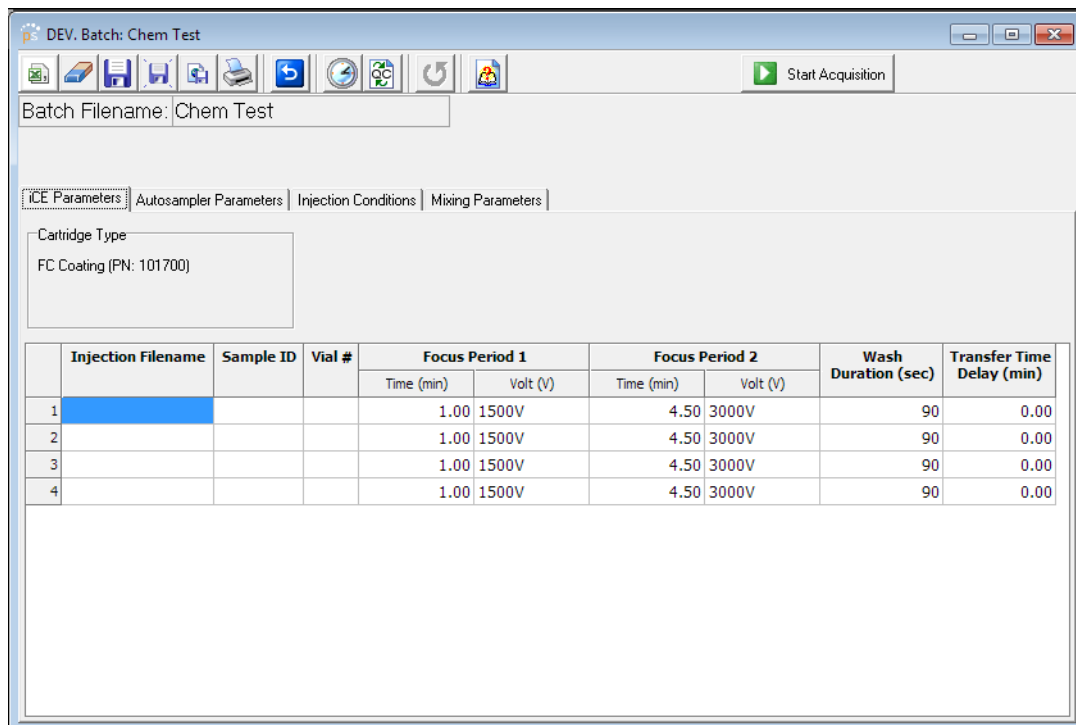 DEV. Batch: Chem Test
QC
Start Acquisition
Batch Filename: Chem Test
iCE Parameters Autosampler Parameters Injection Conditions Mixing Parameters
Cartridge Type
FC Coating (PN: 101700)
Injection Filename Sample ID Vial # Focus Period 1 Focus Period 2 Wash Duration (sec) Transfer Time Delay (min)
Time (min) Volt (V) Time (min) Volt (V)
1 1.00 1500V 4.50 3000V 90 0.00
2 1.00 1500V 4.50 3000V 90 0.00
3 1.00 1500V 4.50 3000V 90 0.00
4 1.00 1500V 4.50 3000V 90 0.00